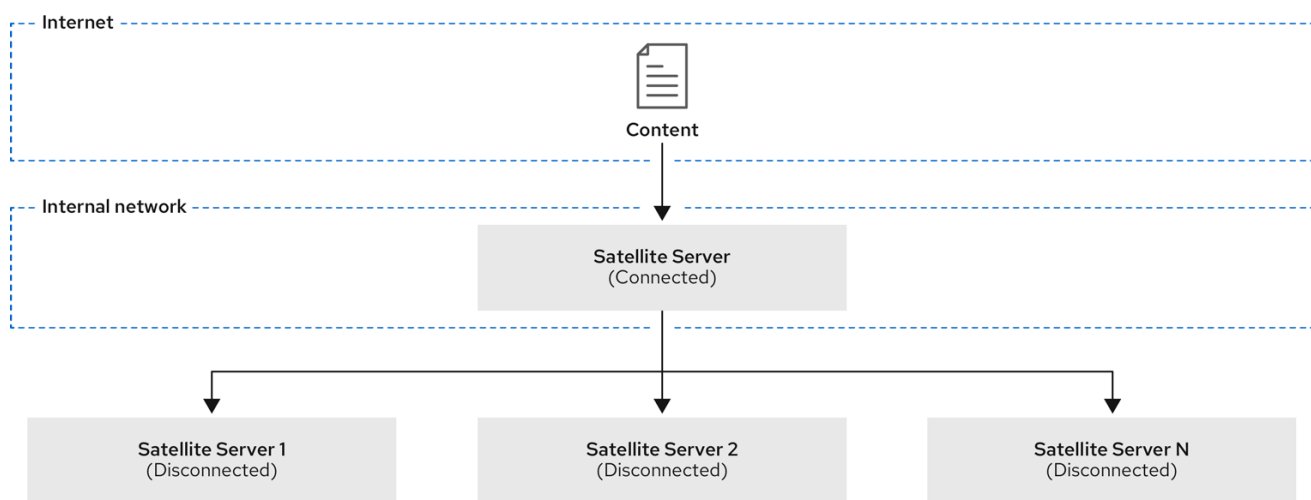 Internet
Content
Internal network
Satellite Server
(Connected)
Satellite Server 1
(Disconnected)
Satellite Server 2
(Disconnected)
Satellite Server N
(Disconnected)